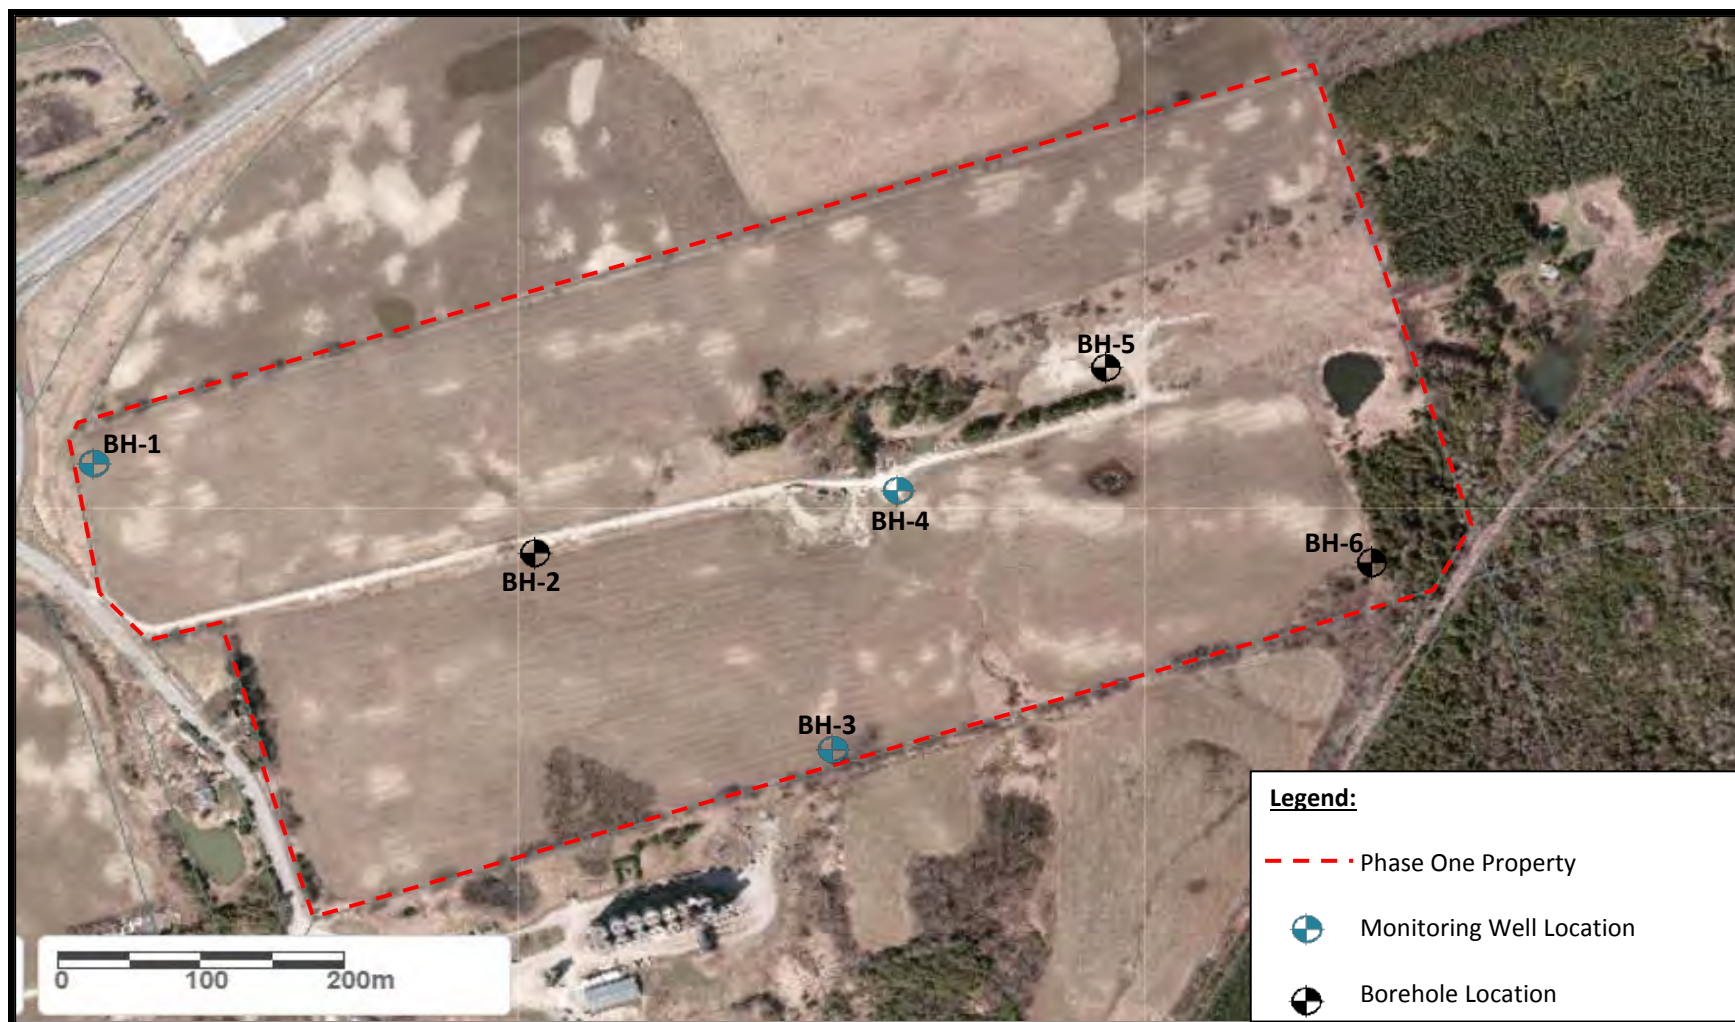 BH-5
BH-1
BH-4
BH-6
BH-2
BH-3
Legend:
Phase One Property
Monitoring Well Location
Borehole Location
0 100 200m